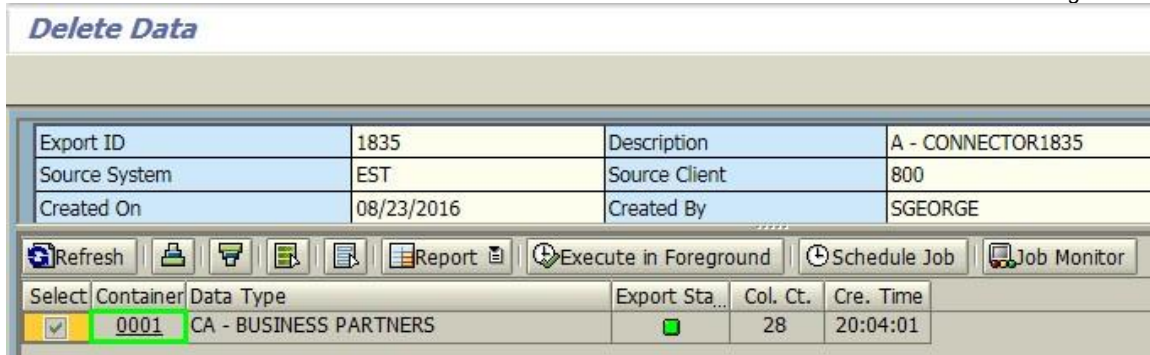 Delete Data
Export ID 1835 Description A - CONNECTOR1835
Source System EST Source Client 800
Created On 08/23/2016 Created By SGEORGE
Refresh Report Execute in Foreground Schedule Job Job Monitor
Select Container Data Type Export Sta... Col. Ct. Cre. Time
0001 CA - BUSINESS PARTNERS 28 20:04:01